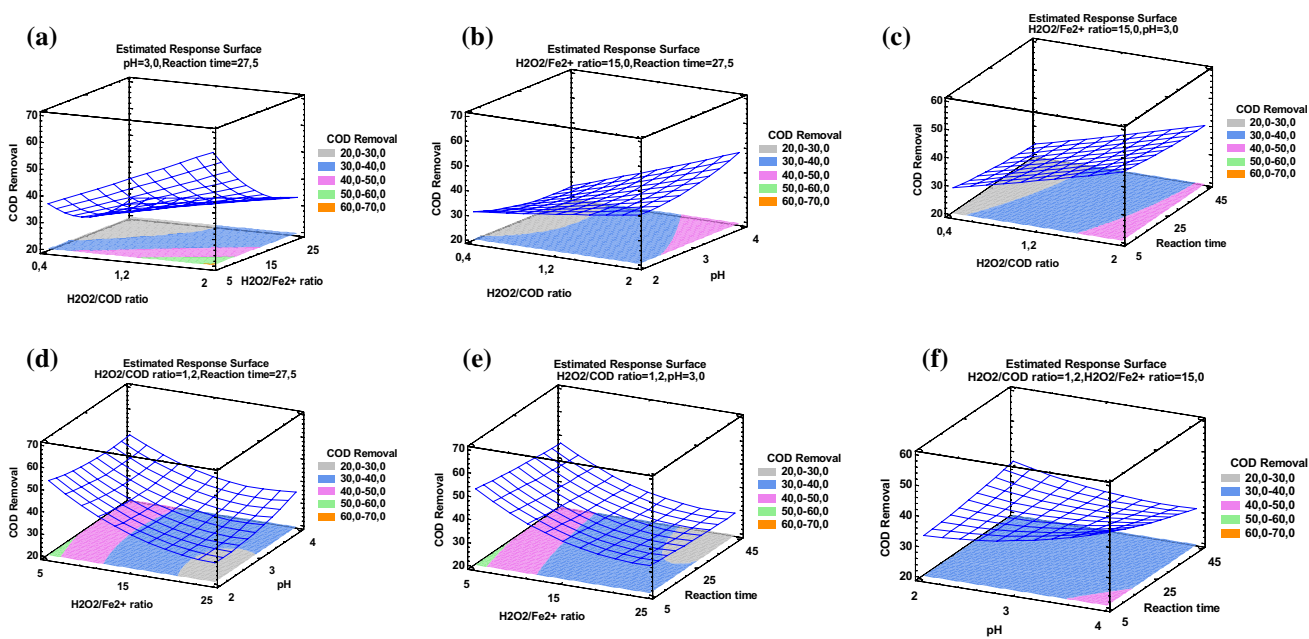 (a)
Estimated Response Surface
pH=3,0,Reaction time=27,5
COD Removal
70
60
50
40
30
20
0,4
1,2
2
H2O2/COD ratio
5
15
25
H2O2/Fe2+ ratio
COD Removal
20,0-30,0
30,0-40,0
40,0-50,0
50,0-60,0
60,0-70,0
(b)
Estimated Response Surface
H2O2/Fe2+ ratio=15,0,Reaction time=27,5
COD Removal
70
60
50
40
30
20
0,4
1,2
2
H2O2/COD ratio
2
3
4
pH
COD Removal
20,0-30,0
30,0-40,0
40,0-50,0
50,0-60,0
60,0-70,0
(c)
Estimated Response Surface
H2O2/Fe2+ ratio=15,0,pH=3,0
COD Removal
60
50
40
30
20
0,4
1,2
2
H2O2/COD ratio
5
25
45
Reaction time
COD Removal
20,0-30,0
30,0-40,0
40,0-50,0
50,0-60,0
60,0-70,0
(d)
Estimated Response Surface
H2O2/COD ratio=1,2,Reaction time=27,5
COD Removal
70
60
50
40
30
20
5
15
25
H2O2/Fe2+ ratio
2
3
4
pH
COD Removal
20,0-30,0
30,0-40,0
40,0-50,0
50,0-60,0
60,0-70,0
(e)
Estimated Response Surface
H2O2/COD ratio=1,2,pH=3,0
COD Removal
70
60
50
40
30
20
5
15
25
H2O2/Fe2+ ratio
5
25
45
Reaction time
COD Removal
20,0-30,0
30,0-40,0
40,0-50,0
50,0-60,0
60,0-70,0
(f)
Estimated Response Surface
H2O2/COD ratio=1,2,H2O2/Fe2+ ratio=15,0
COD Removal
60
50
40
30
20
2
3
4
pH
5
25
45
Reaction time
COD Removal
20,0-30,0
30,0-40,0
40,0-50,0
50,0-60,0
60,0-70,0